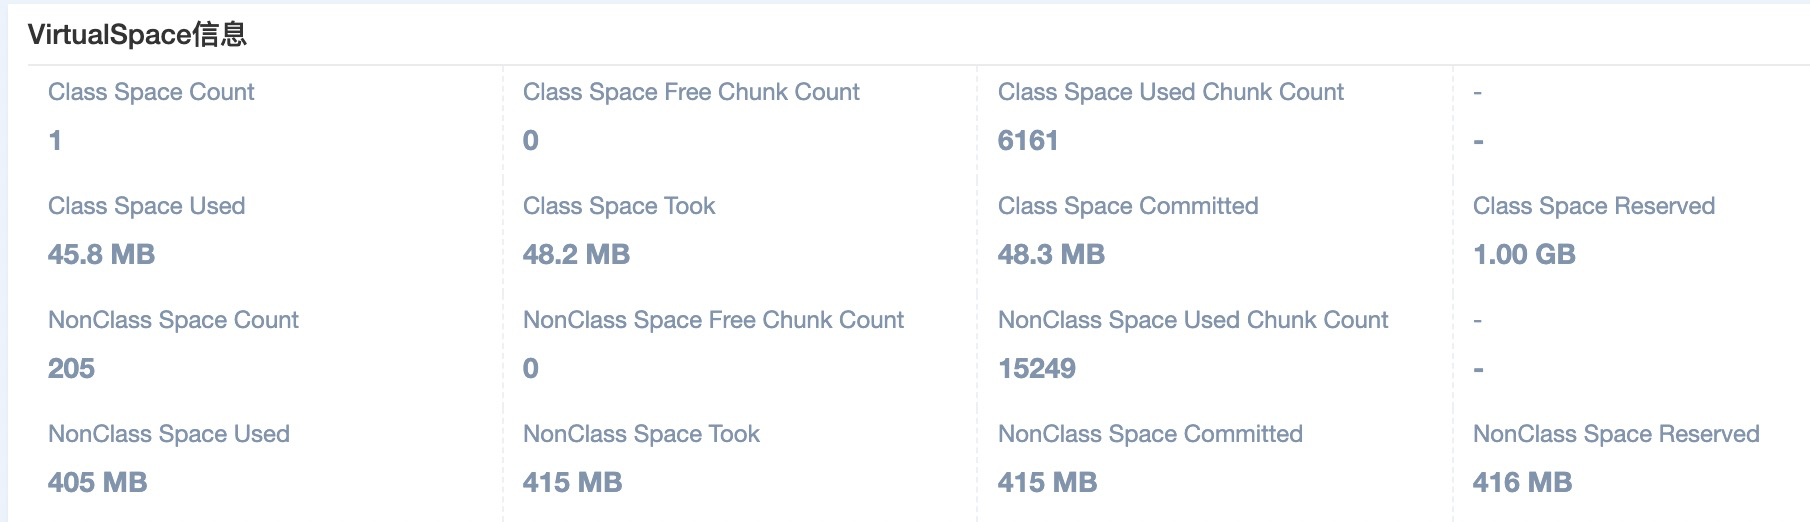 VirtualSpace信息
Class Space Count
Class Space Free Chunk Count
Class Space Used Chunk Count
-
1
0
6161
-
Class Space Used
Class Space Took
Class Space Committed
Class Space Reserved
45.8 MB
48.2 MB
48.3 MB
1.00 GB
NonClass Space Count
NonClass Space Free Chunk Count
NonClass Space Used Chunk Count
-
205
0
15249
-
NonClass Space Used
NonClass Space Took
NonClass Space Committed
NonClass Space Reserved
405 MB
415 MB
415 MB
416 MB